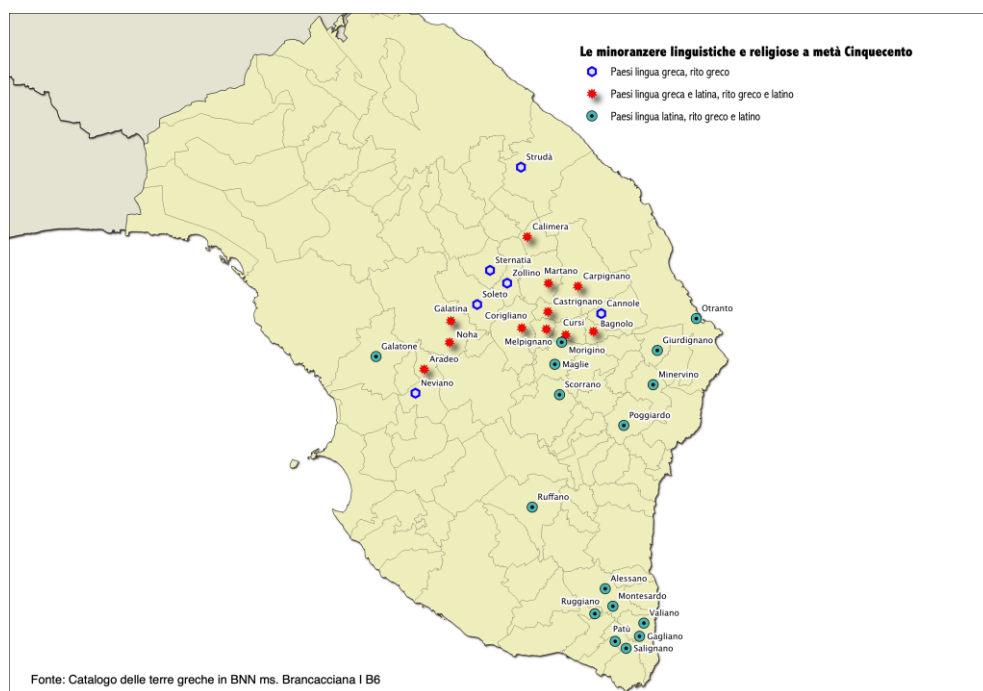 Le minoranzere linguistiche e religiose a metà Cinquecento
Paesi lingua greca, rito greco
Paesi lingua greca e latina, rito greco e latino
Paesi lingua latina, rito greco e latino
Strudà
Calimera
Sternatia
Zollino
Martano
Carpignano
Soleto
Castrignano
Cannole
Otranto
Galatina
Corigliano
Cursi
Bagnolo
Noha
Melpignano
Morigino
Giurdignano
Galatone
Aradeo
Maglie
Neviano
Scorrano
Minervino
Poggiardo
Ruffano
Alessano
Montesardo
Ruggiano
Valiano
Patù
Gagliano
Salignano
Fonte: Catalogo delle terre greche in BNN ms. Brancacciana I B6